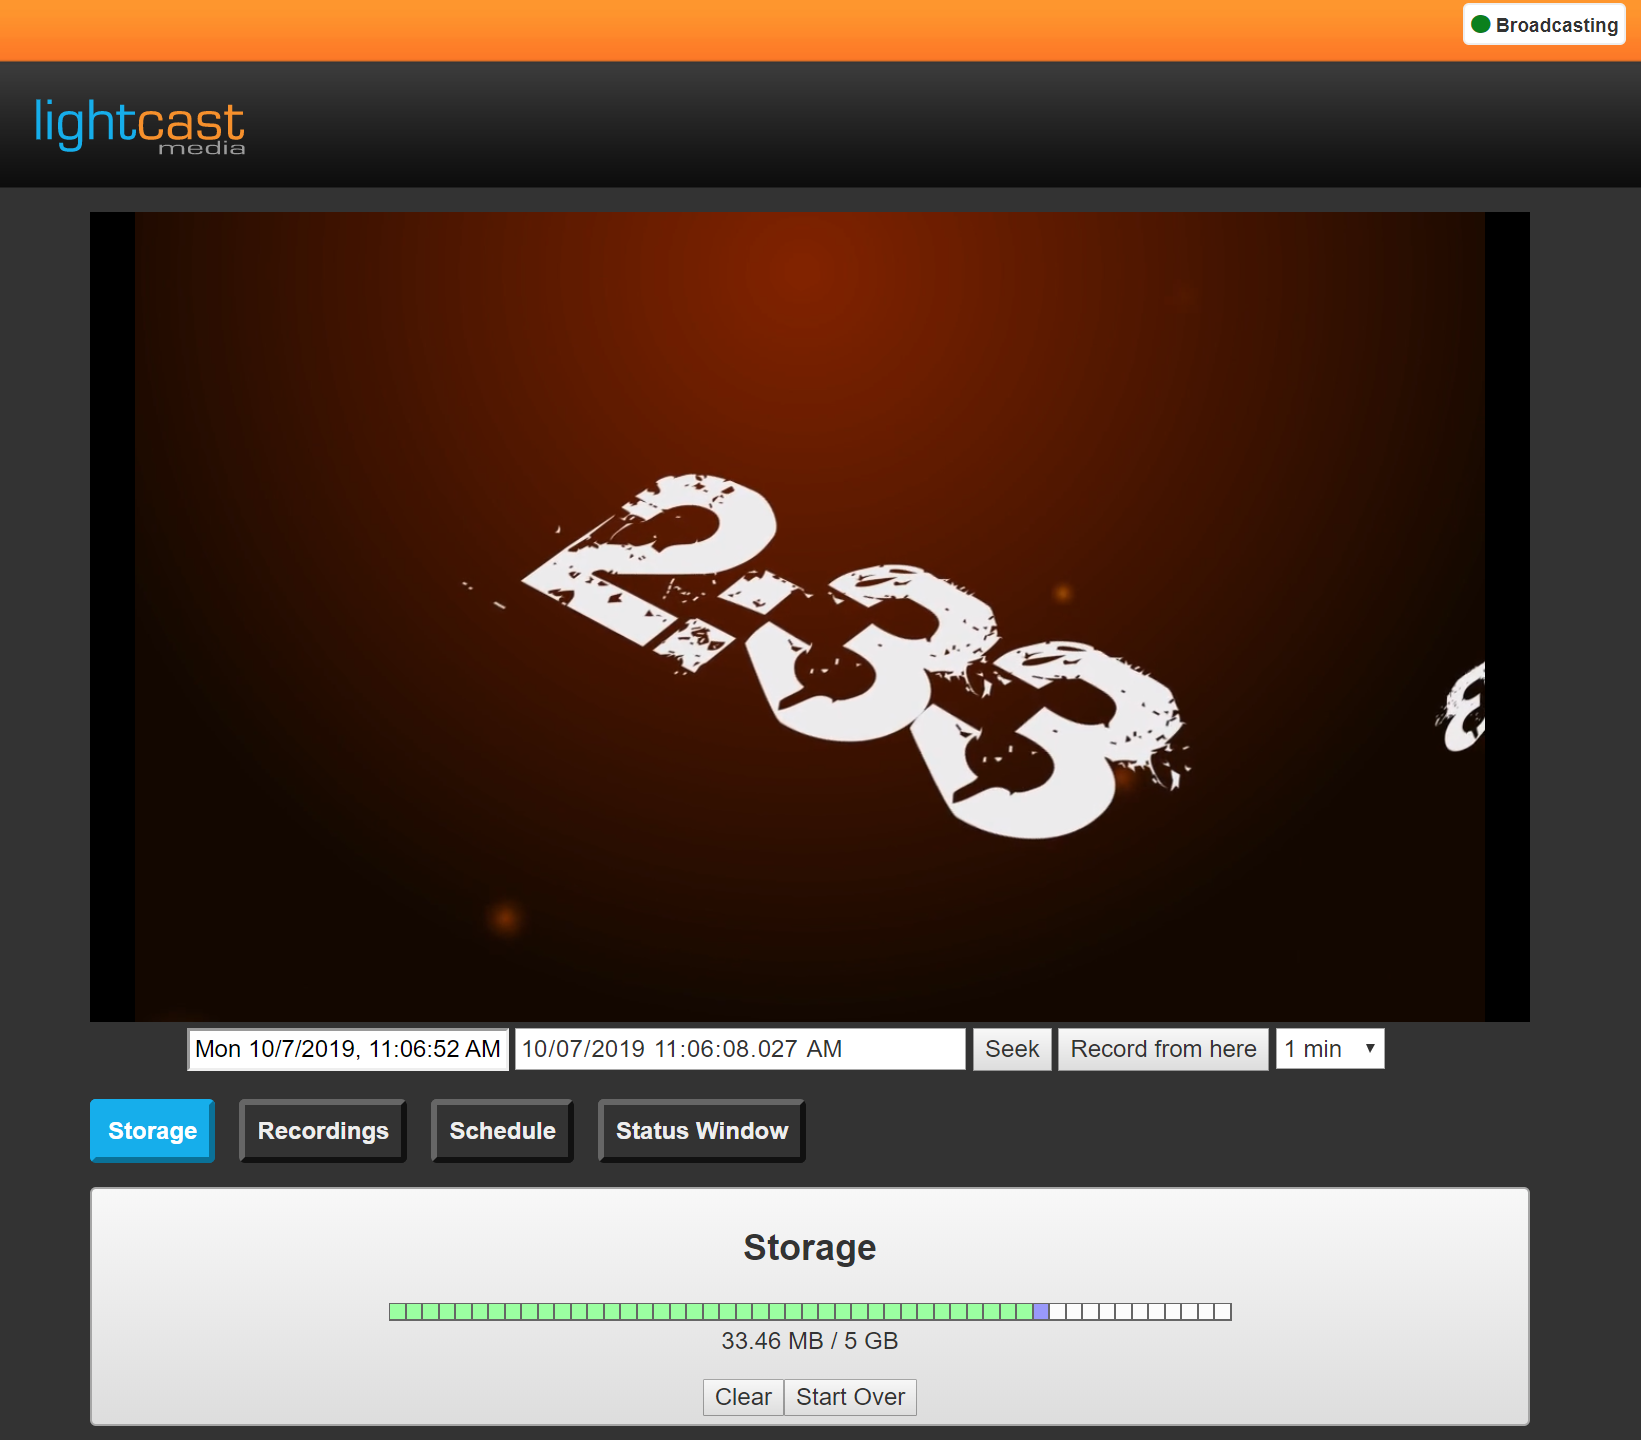 Broadcasting
lightcast
media
2:33
Mon 10/7/2019, 11:06:52 AM 10/07/2019 11:06:08.027 AM Seek Record from here 1 min
Storage Recordings Schedule Status Window
Storage
33.46 MB / 5 GB
Clear Start Over